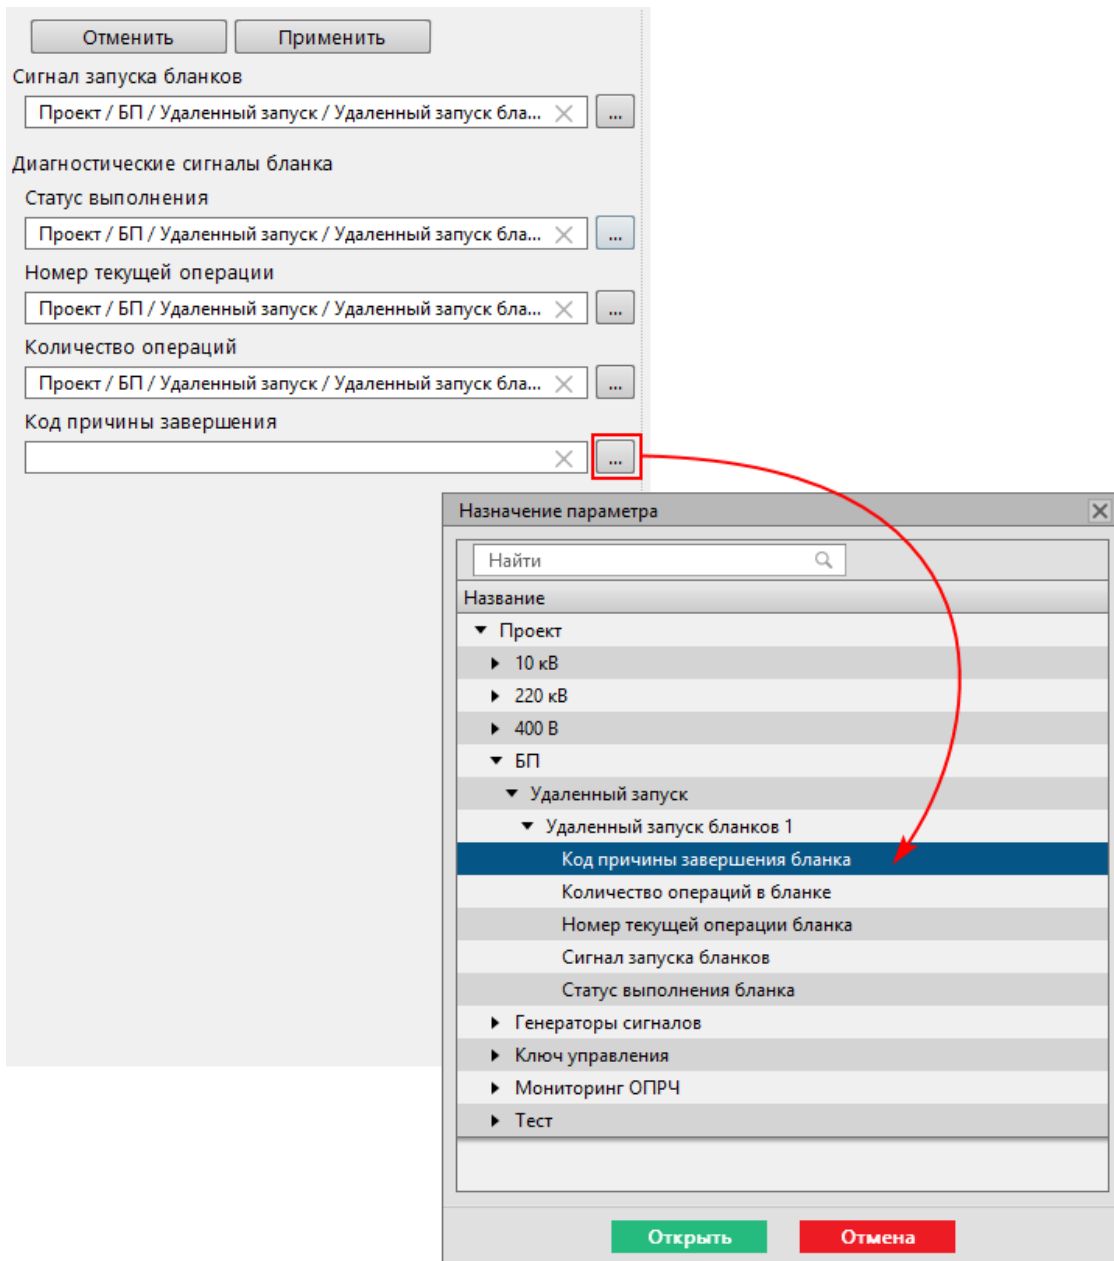 Отменить Применить
Сигнал запуска бланков
Проект / БП / Удаленный запуск / Удаленный запуск бла... ...
Диагностические сигналы бланка
Статус выполнения
Проект / БП / Удаленный запуск / Удаленный запуск бла... ...
Номер текущей операции
Проект / БП / Удаленный запуск / Удаленный запуск бла... ...
Количество операций
Проект / БП / Удаленный запуск / Удаленный запуск бла... ...
Код причины завершения
...
Назначение параметра
Найти
Название
Проект
10 кВ
220 кВ
400 В
БП
Удаленный запуск
Удаленный запуск бланков 1
Код причины завершения бланка
Количество операций в бланке
Номер текущей операции бланка
Сигнал запуска бланков
Статус выполнения бланка
Генераторы сигналов
Ключ управления
Мониторинг ОПРЧ
Тест
Открыть Отмена